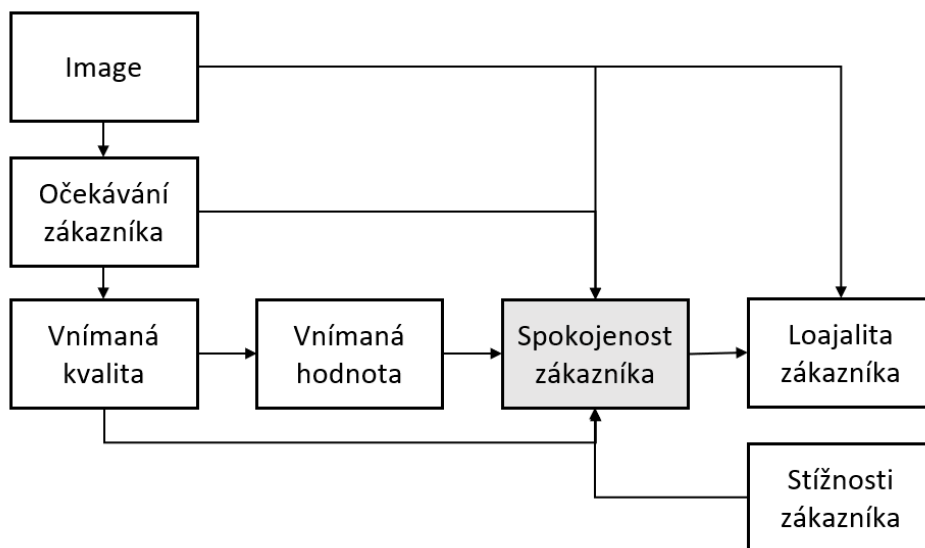 Image
Očekávání
zákazníka
Vnímaná
kvalita
Vnímaná
hodnota
Spokojenost
zákazníka
Loajalita
zákazníka
Stížnosti
zákazníka